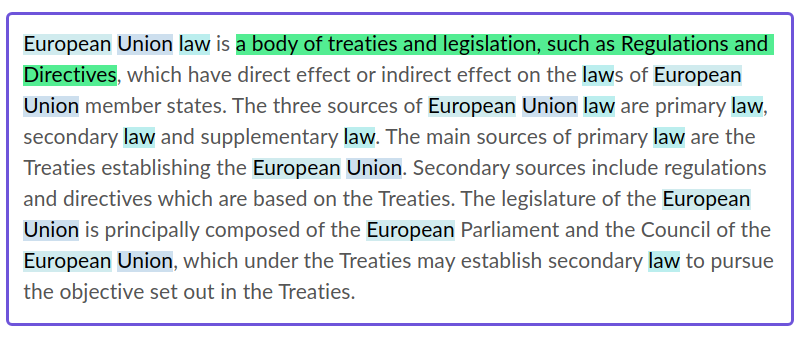 European Union law is a body of treaties and legislation, such as Regulations and
Directives, which have direct effect or indirect effect on the laws of European
Union member states. The three sources of European Union law are primary law,
secondary law and supplementary law. The main sources of primary law are the
Treaties establishing the European Union. Secondary sources include regulations
and directives which are based on the Treaties. The legislature of the European
Union is principally composed of the European Parliament and the Council of the
European Union, which under the Treaties may establish secondary law to pursue
the objective set out in the Treaties.